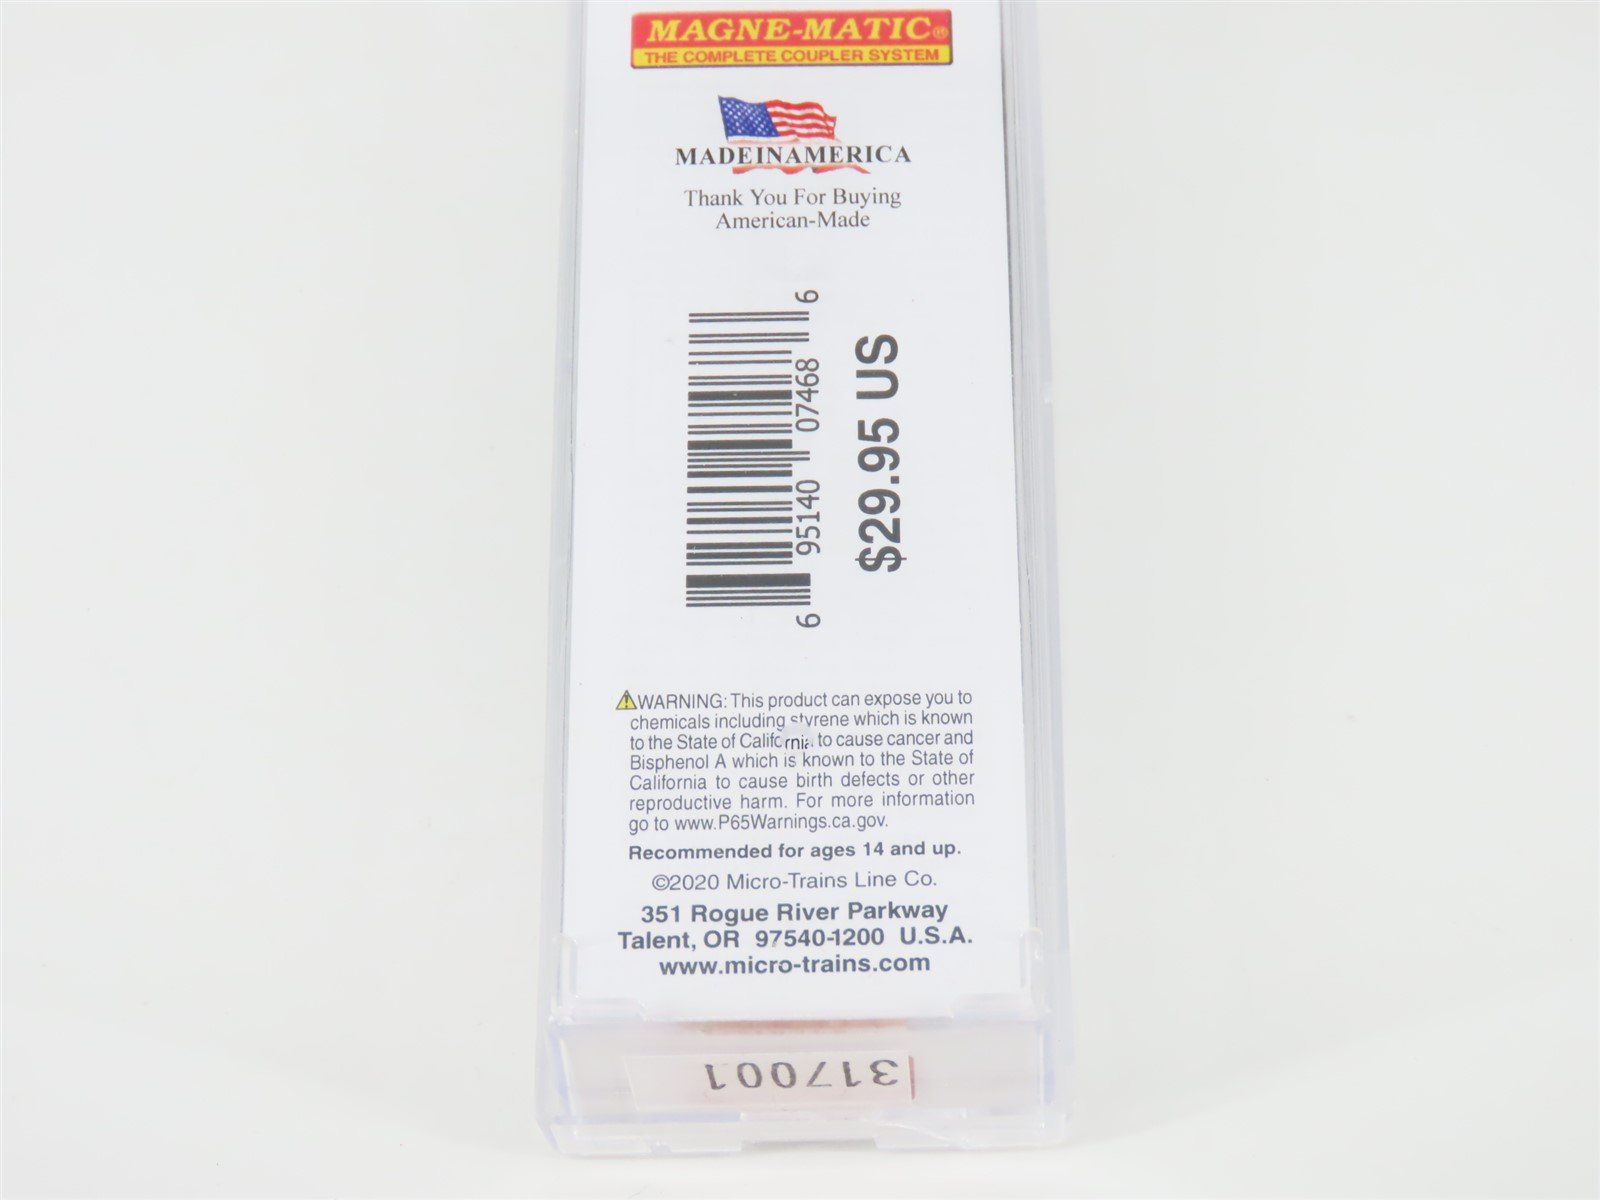 MAGNE-MATIC®
THE COMPLETE COUPLER SYSTEM
MADEINAMERICA
Thank You For Buying
American-Made
6 95140 07468 6
$29.95 US
WARNING: This product can expose you to
chemicals including styrene which is known
to the State of California to cause cancer and
Bisphenol A which is known to the State of
California to cause birth defects or other
reproductive harm. For more information
go to www.P65Warnings.ca.gov.
Recommended for ages 14 and up.
©2020 Micro-Trains Line Co.
351 Rogue River Parkway
Talent, OR 97540-1200 U.S.A.
www.micro-trains.com
317001